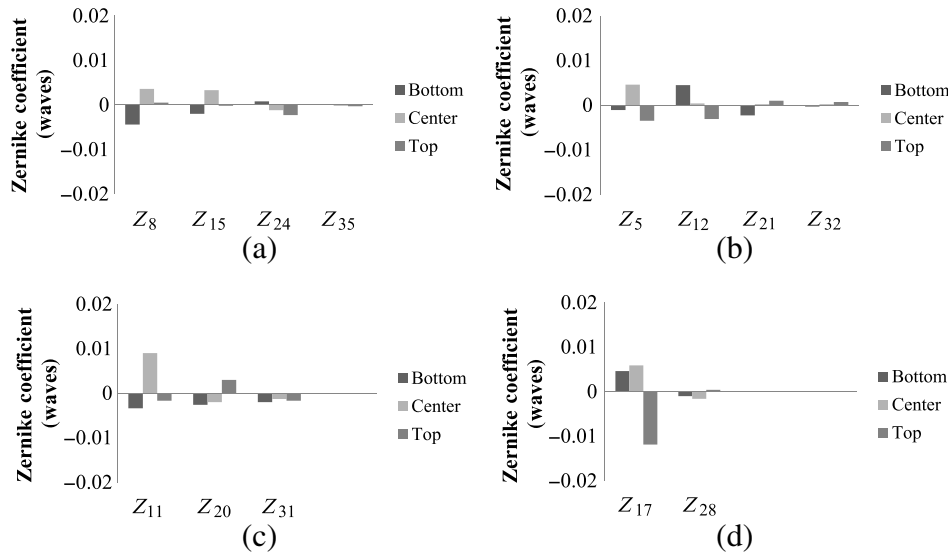 0.02
0.01
0
−0.01
−0.02
Zernike coefficient
(waves)
Z8 Z15 Z24 Z35
Bottom
Center
Top
(a)
0.02
0.01
0
−0.01
−0.02
Zernike coefficient
(waves)
Z5 Z12 Z21 Z32
Bottom
Center
Top
(b)
0.02
0.01
0
−0.01
−0.02
Zernike coefficient
(waves)
Z11 Z20 Z31
Bottom
Center
Top
(c)
0.02
0.01
0
−0.01
−0.02
Zernike coefficient
(waves)
Z17 Z28
Bottom
Center
Top
(d)